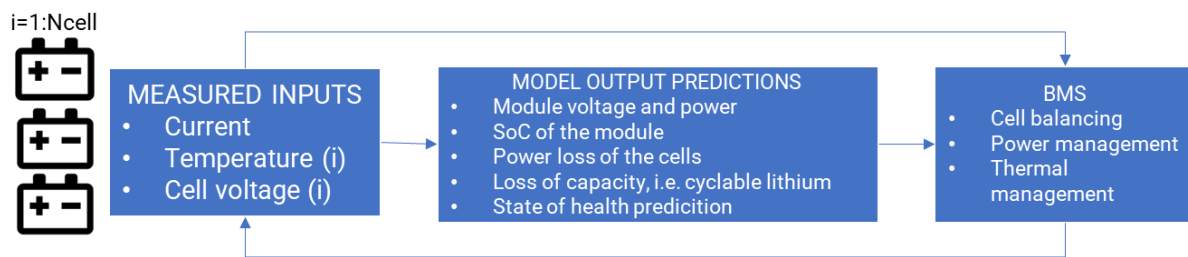 i=1:Ncell
MEASURED INPUTS
• Current
• Temperature (i)
• Cell voltage (i)
MODEL OUTPUT PREDICTIONS
• Module voltage and power
• SoC of the module
• Power loss of the cells
• Loss of capacity, i.e. cyclable lithium
• State of health predicition
BMS
• Cell balancing
• Power management
• Thermal
management